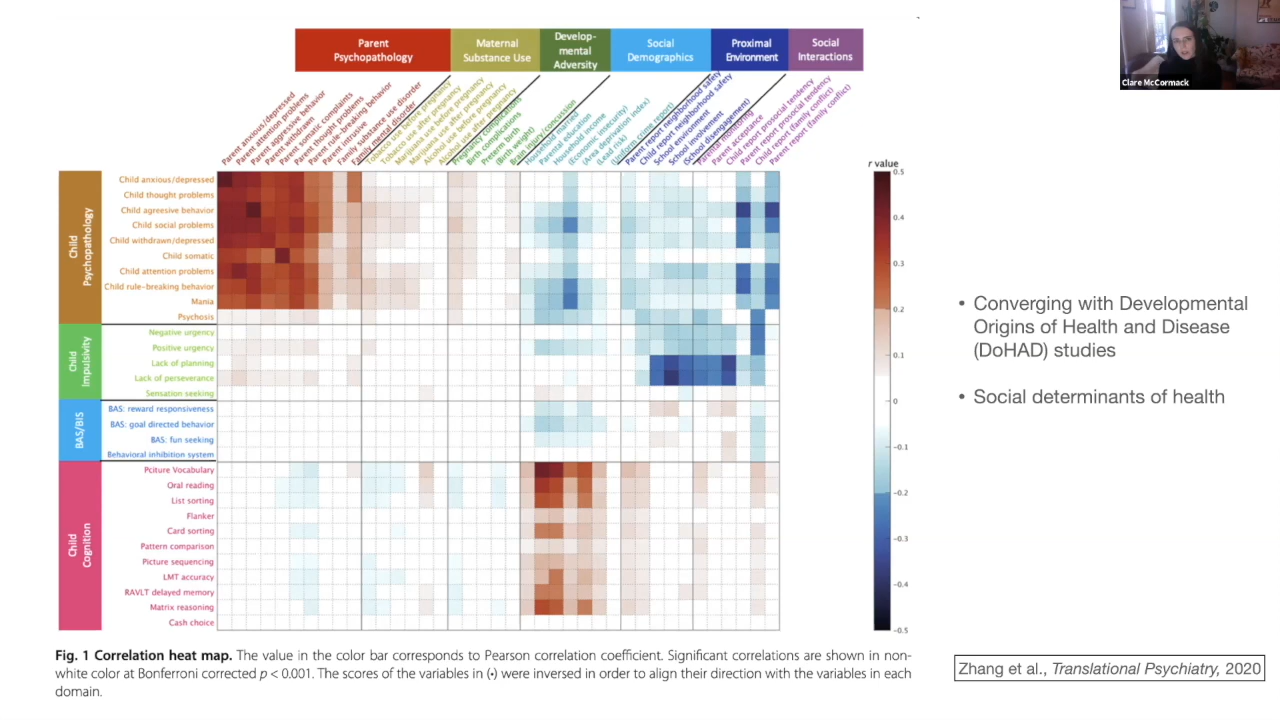 Parent
Psychopathology
Maternal
Substance Use
Develop-
mental
Adversity
Social
Demographics
Proximal
Environment
Social
Interactions
Clare McCormack
Parent anxious/depressed
Parent attention problems
Parent aggressive behavior
Parent withdrawn
Parent somatic complaints
Parent thought problems
Parent rule-breaking behavior
Parent intrusive
Family substance use disorder
Family mental disorder
Tobacco use before pregnancy
Tobacco use after pregnancy
Marijuana use before pregnancy
Marijuana use after pregnancy
Alcohol use before pregnancy
Alcohol use after pregnancy
Pregnancy complications
Birth complications
Preterm birth
(Birth weight)
Brain injury/concussion
Household married
Parental education
Household income
(Economic insecurity)
(Area deprivation index)
(Lead risk)
(Uniform crime report)
Parent report neighborhood safety
Child report neighborhood safety
School environment
School involvement
(School disengagement)
Parental monitoring
Parent acceptance
Child report prosocial tendency
Parent report prosocial tendency
Child report (family conflict)
Parent report (family conflict)
r value
0.5
0.4
0.3
0.2
0.1
0
-0.1
-0.2
-0.3
-0.4
-0.5
Child
Psychopathology
Child anxious/depressed
Child thought problems
Child agreesive behavior
Child social problems
Child withdrawn/depressed
Child somatic
Child attention problems
Child rule-breaking behavior
Mania
Psychosis
Child
Impulsivity
Negative urgency
Positive urgency
Lack of planning
Lack of perseverance
Sensation seeking
BAS/BIS
BAS: reward responsiveness
BAS: goal directed behavior
BAS: fun seeking
Behavioral inhibition system
Child
Cognition
Pciture Vocabulary
Oral reading
List sorting
Flanker
Card sorting
Pattern comparison
Picture sequencing
LMT accuracy
RAVLT delayed memory
Matrix reasoning
Cash choice
• Converging with Developmental
Origins of Health and Disease
(DoHAD) studies
• Social determinants of health
Fig. 1 Correlation heat map. The value in the color bar corresponds to Pearson correlation coefficient. Significant correlations are shown in non-
white color at Bonferroni corrected p < 0.001. The scores of the variables in (•) were inversed in order to align their direction with the variables in each
domain.
Zhang et al., Translational Psychiatry, 2020